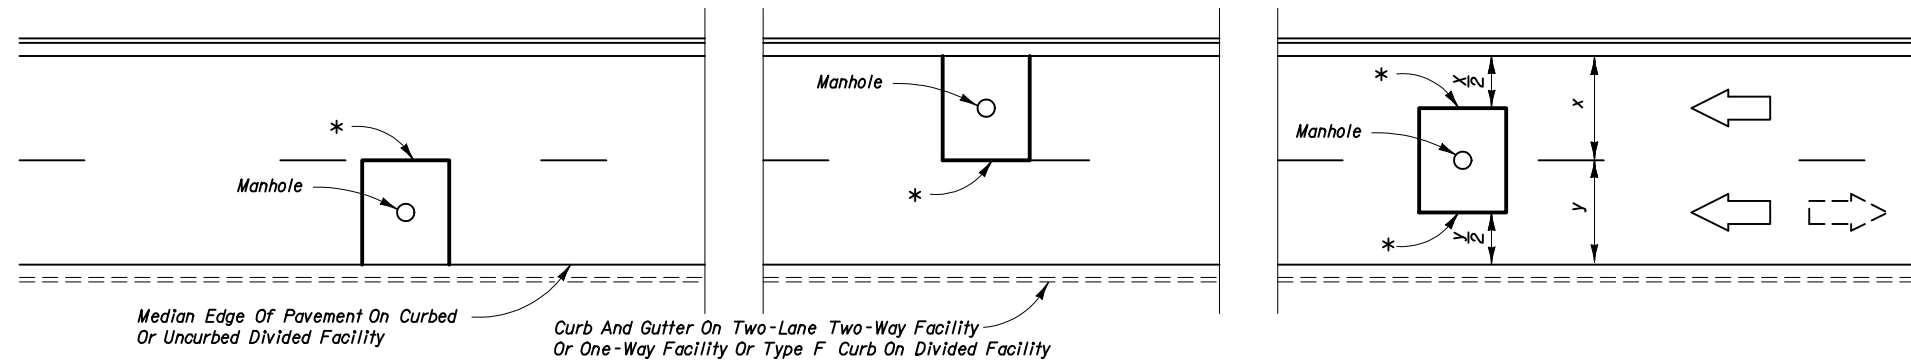 Manhole
*
Median Edge Of Pavement On Curbed
Or Uncurbed Divided Facility
Manhole
*
Curb And Gutter On Two-Lane Two-Way Facility
Or One-Way Facility Or Type F Curb On Divided Facility
*
Manhole
*
X/2
x
y
y/2